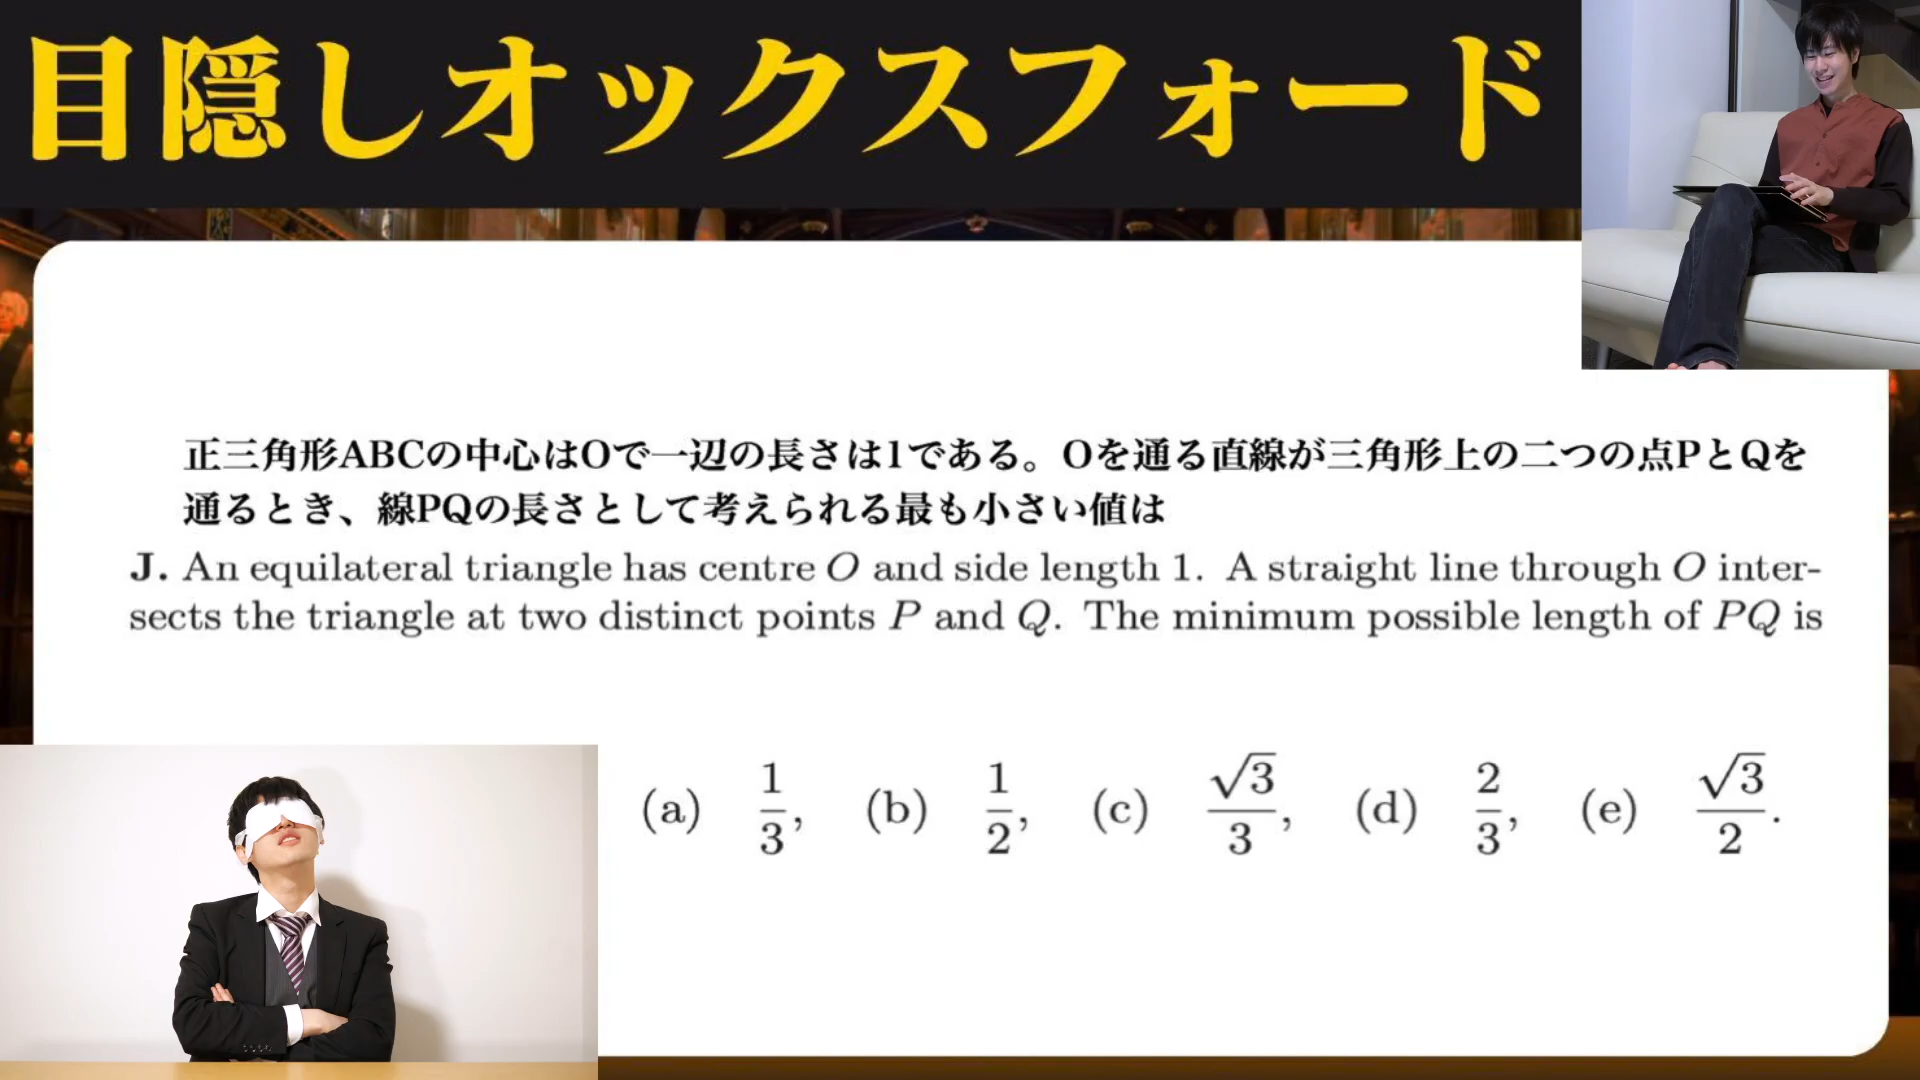 目隠しオックスフォード
正三角形ABCの中心はOで一辺の長さは1である。Oを通る直線が三角形上の二つの点PとQを
通るとき、線PQの長さとして考えられる最も小さい値は
J. An equilateral triangle has centre O and side length 1. A straight line through O inter-
sects the triangle at two distinct points P and Q. The minimum possible length of PQ is
(a) 1/3, (b) 1/2, (c) √3/3, (d) 2/3, (e) √3/2.